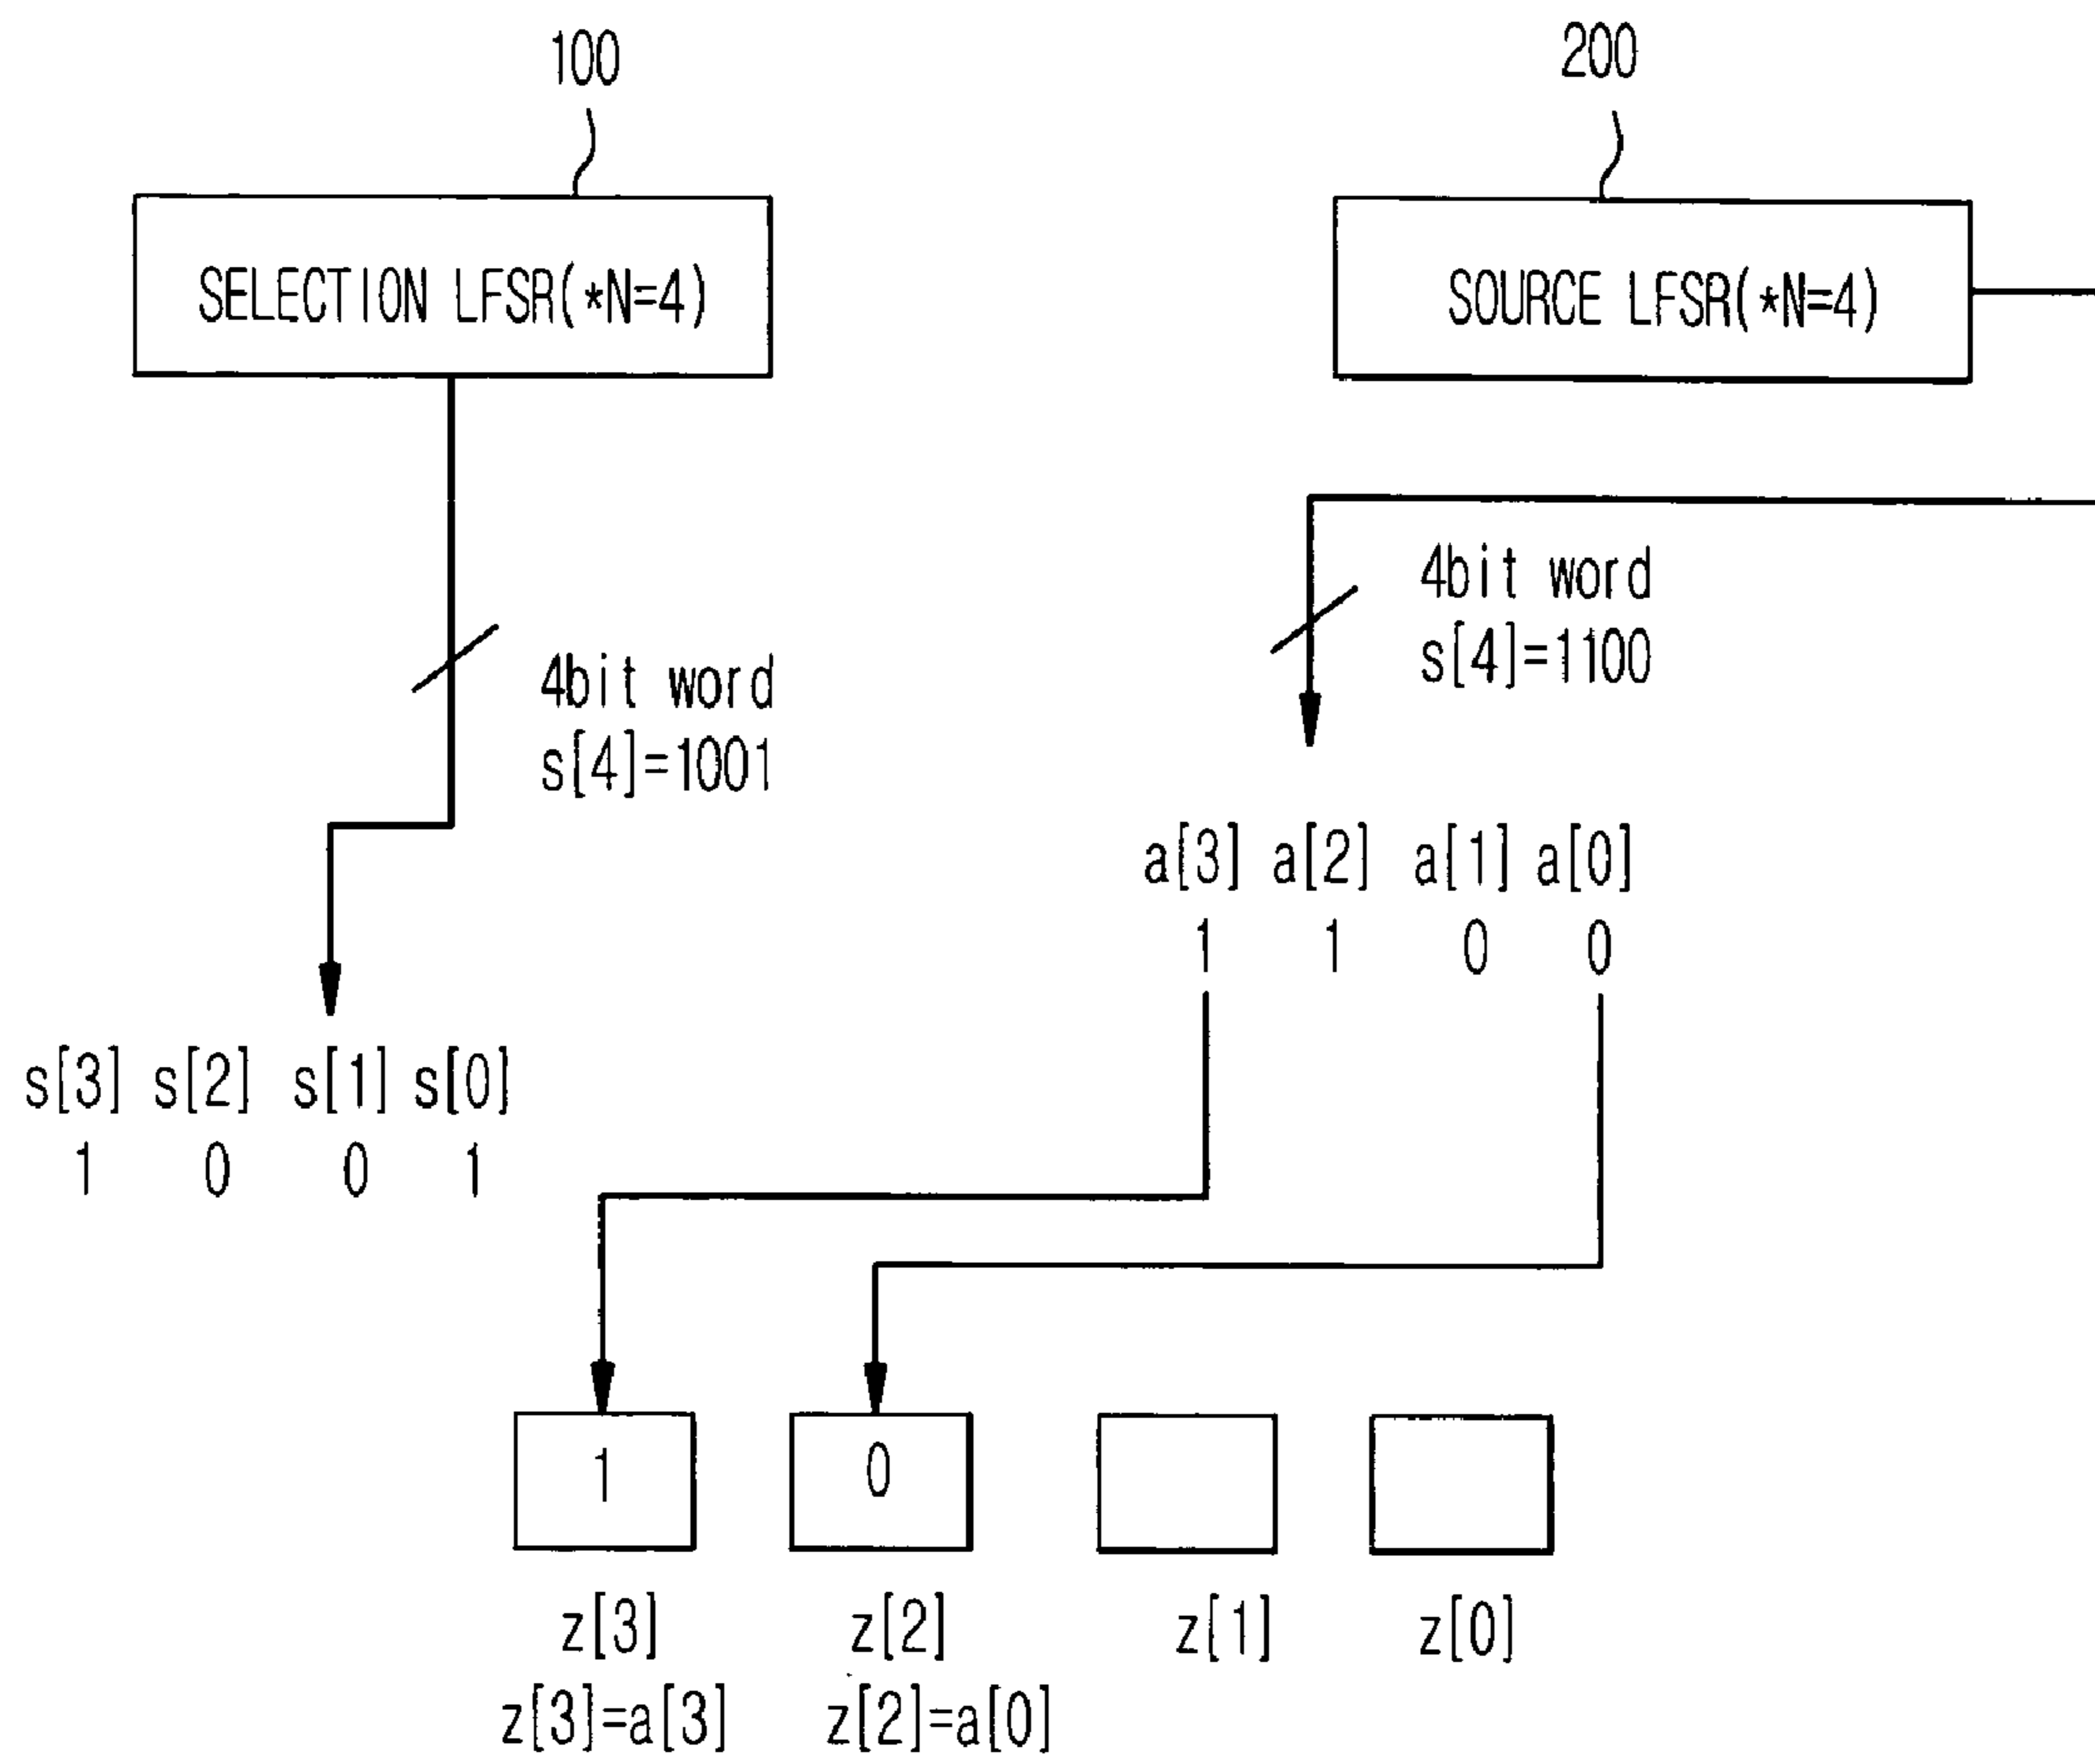 100
200
SELECTION LFSR(*N=4)
SOURCE LFSR(*N=4)
4bit word
s[4]=1100
4bit word
s[4]=1001
a[3] a[2] a[1] a[0]
1 1 0 0
s[3] s[2] s[1] s[0]
1 0 0 1
1 0
z[3] z[2] z[1] z[0]
z[3]=a[3] z[2]=a[0]